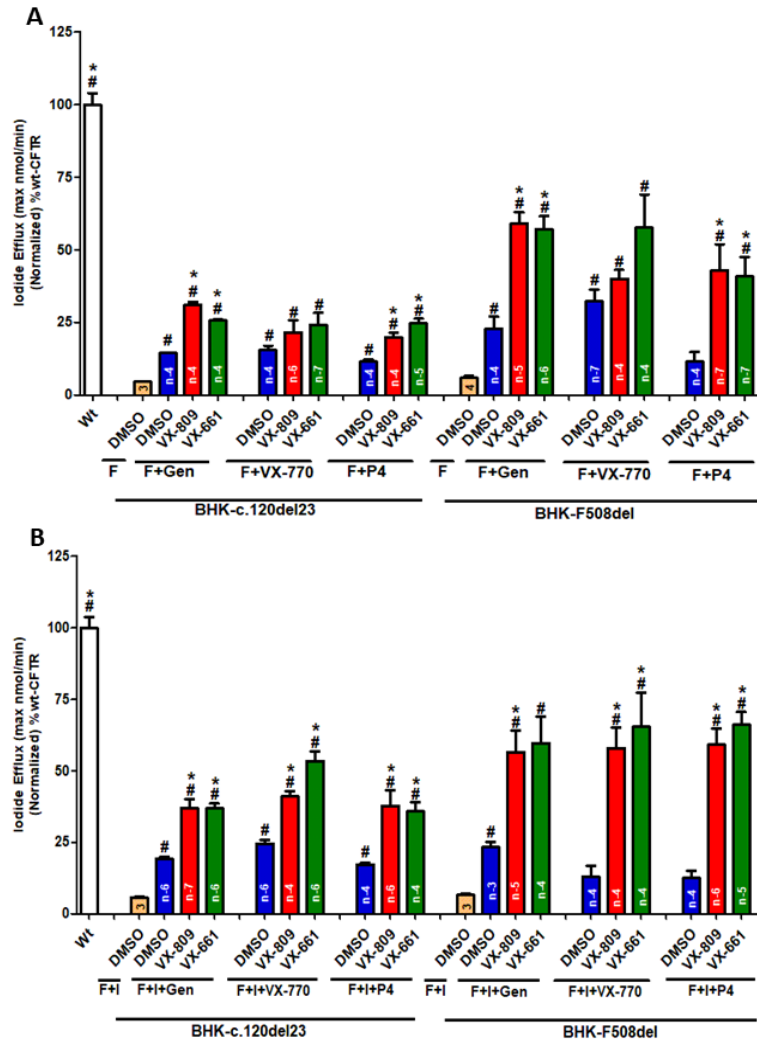 A
Iodide Efflux (max nmol/min)
(Normalized) % wt-CFTR
125
100
75
50
25
0
*
#
3
#
n-4
*
#
n-4
*
#
n-4
#
n-4
#
n-6
#
n-7
#
n-4
*
#
n-4
*
#
n-5
4
#
n-4
*
#
n-5
*
#
n-6
#
n-7
#
n-4
#
n-4
n-4
*
#
n-7
*
#
n-7
Wt
DMSO DMSO VX-809 VX-661 DMSO VX-809 VX-661 DMSO VX-809 VX-661 DMSO DMSO VX-809 VX-661 DMSO VX-809 VX-661 DMSO VX-809 VX-661
F F+Gen F+VX-770 F+P4 F F+Gen F+VX-770 F+P4
BHK-c.120del23 BHK-F508del
B
Iodide Efflux (max nmol/min)
(Normalized) % wt-CFTR
125
100
75
50
25
0
*
#
3
#
n-6
*
#
n-7
*
#
n-6
#
n-6
*
#
n-4
*
#
n-6
#
n-4
*
#
n-6
*
#
n-4
3
#
n-3
*
#
n-5
#
n-4
n-4
*
#
n-4
*
#
n-4
n-4
*
#
n-6
*
#
n-5
Wt
DMSO DMSO VX-809 VX-661 DMSO VX-809 VX-661 DMSO VX-809 VX-661 DMSO DMSO VX-809 VX-661 DMSO VX-809 VX-661 DMSO VX-809 VX-661
F+I F+I+Gen F+I+VX-770 F+I+P4 F+I F+I+Gen F+I+VX-770 F+I+P4
BHK-c.120del23 BHK-F508del